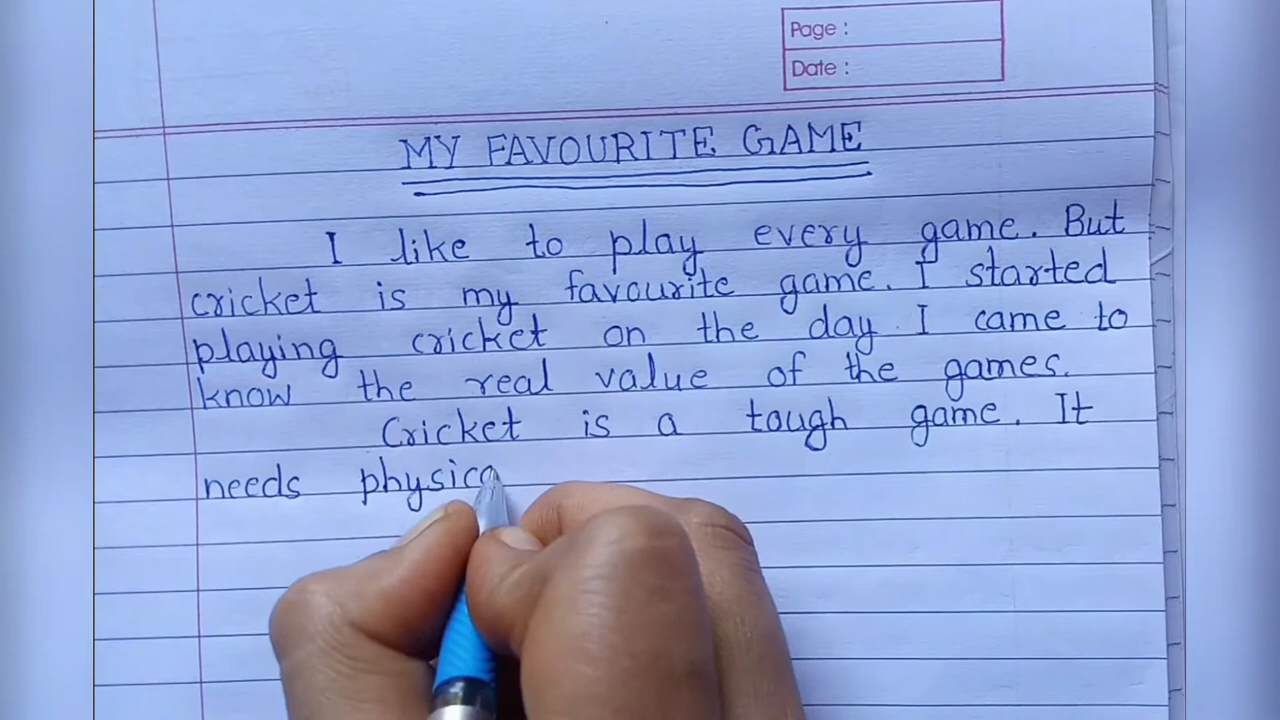 Page :
Date :
MY FAVOURITE GAME
I like to play every game. But
cricket is my favourite game. I started
playing cricket on the day I came to
know the real value of the games.
Cricket is a tough game. It
needs physica